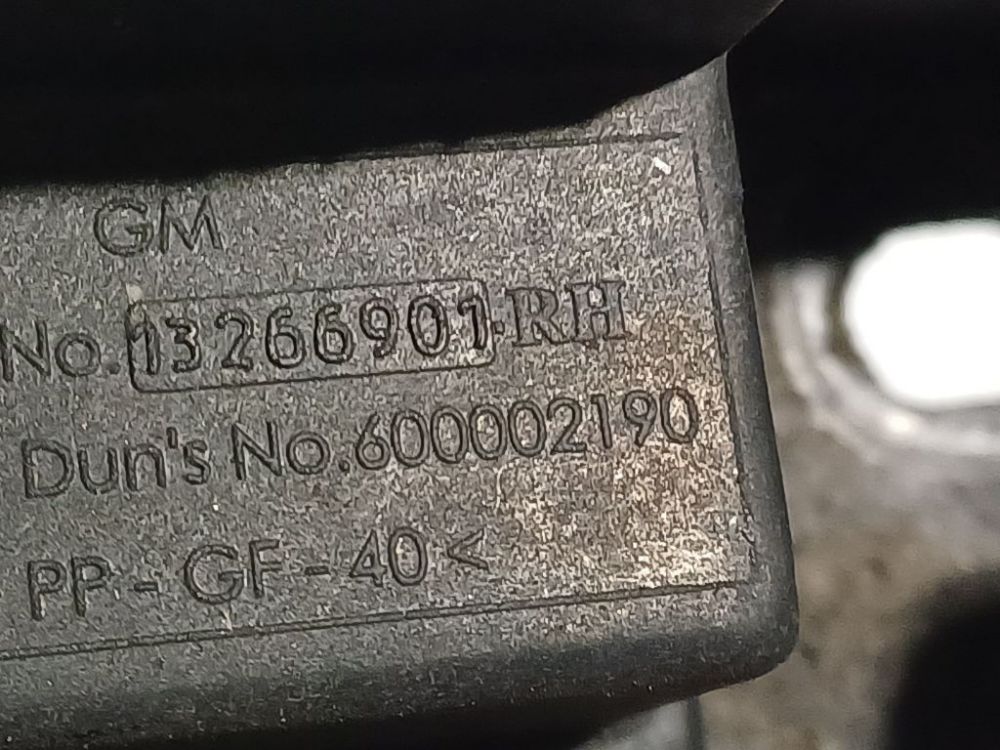 GM
No.13266901-RH
Dun's No.600002190
PP - GF - 40 <